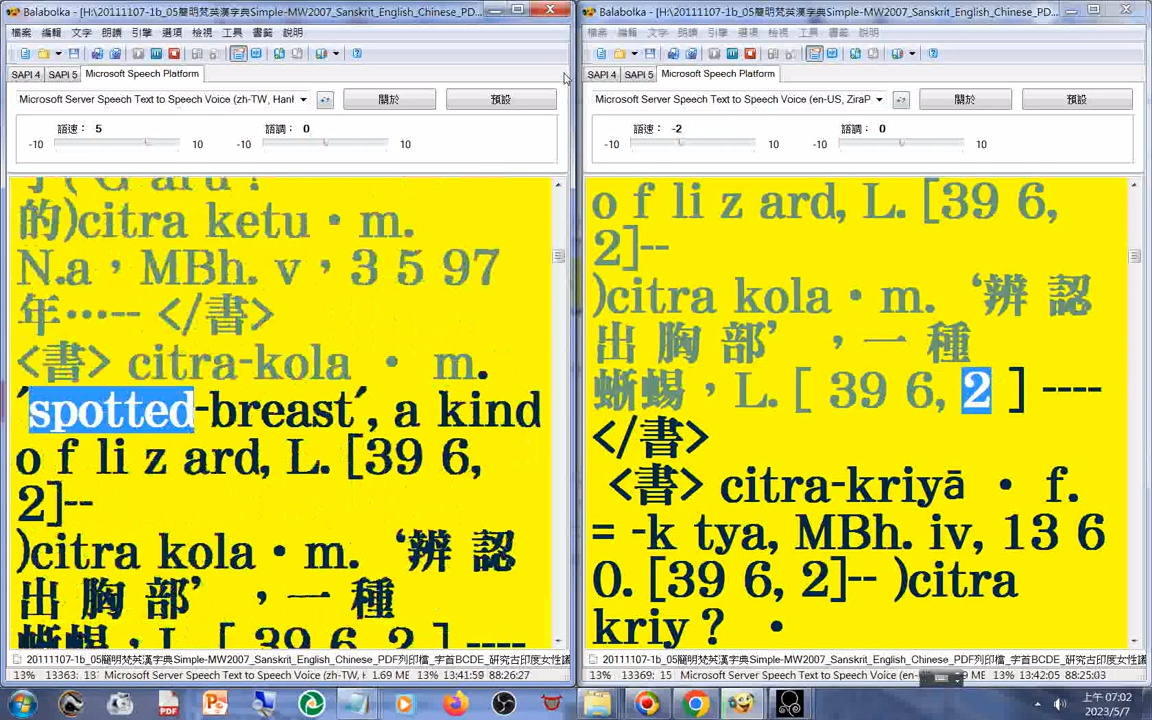 Balabolka - [H:\20111107-1b_05簡明梵英漢字典Simple-MW2007_Sanskrit_English_Chinese_PD...
檔案 編輯 文字 朗讀 引擎 選項 檢視 工具 書籤 說明
SAPI 4 SAPI 5 Microsoft Speech Platform
Microsoft Server Speech Text to Speech Voice (zh-TW, Hanl
關於 預設
語速： 5 語調： 0
-10 10 -10 10
的)citra ketu • m.
N.a，MBh. v，3 5 97
年…-- </書>
<書> citra-kola • m.
´spotted-breast´, a kind
o f li z ard, L. [39 6,
2]--
)citra kola • m. ‘辨 認
出 胸 部’ ，一 種
蜥蜴，L. [ 39 6, 2 ] ----
20111107-1b_05簡明梵英漢字典Simple-MW2007_Sanskrit_English_Chinese_PDF列印檔_字首BCDE_研究古印度女性議
13% 13363: 13 Microsoft Server Speech Text to Speech Voice (zh-TW, H 1.69 ME 13% 13:41:59 88:26:27
Balabolka - [H:\20111107-1b_05簡明梵英漢字典Simple-MW2007_Sanskrit_English_Chinese_PD...
檔案 編輯 文字 朗讀 引擎 選項 檢視 工具 書籤 說明
SAPI 4 SAPI 5 Microsoft Speech Platform
Microsoft Server Speech Text to Speech Voice (en-US, ZiraP
關於 預設
語速： -2 語調： 0
-10 10 -10 10
o f li z ard, L. [39 6,
2]--
)citra kola • m. ‘辨 認
出 胸 部’ ，一 種
蜥蜴，L. [ 39 6, 2 ] ----
</書>
<書> citra-kriyā • f.
= -k tya, MBh. iv, 13 6
0. [39 6, 2]-- )citra
kriy？ •
20111107-1b_05簡明梵英漢字典Simple-MW2007_Sanskrit_English_Chinese_PDF列印檔_字首BCDE_研究古印度女性議
13% 13369: 15 Microsoft Server Speech Text to Speech Voice (en-U ME 13% 13:42:05 88:25:03
上午 07:02
2023/5/7